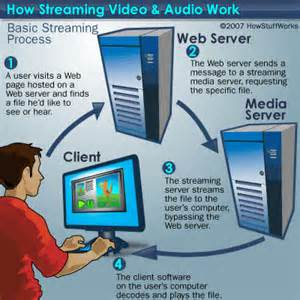 How Streaming Video & Audio Work
Basic Streaming
Process
©2007 HowStuffWorks
Web Server
1
A user visits a Web
page hosted on a
Web server and finds
a file he'd like to
see or hear.
2
The Web server sends a
message to a streaming
media server, requesting
the specific file.
Media
Server
Client
3
The streaming
server streams
the file to the
user's computer,
bypassing the
Web server.
4
The client software
on the user's computer
decodes and plays the file.